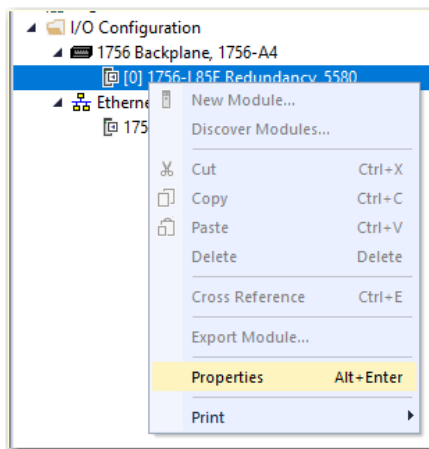 I/O Configuration
1756 Backplane, 1756-A4
[0] 1756-L85E Redundancy_5580
Etherne
175
New Module...
Discover Modules...
Cut Ctrl+X
Copy Ctrl+C
Paste Ctrl+V
Delete Delete
Cross Reference Ctrl+E
Export Module...
Properties Alt+Enter
Print